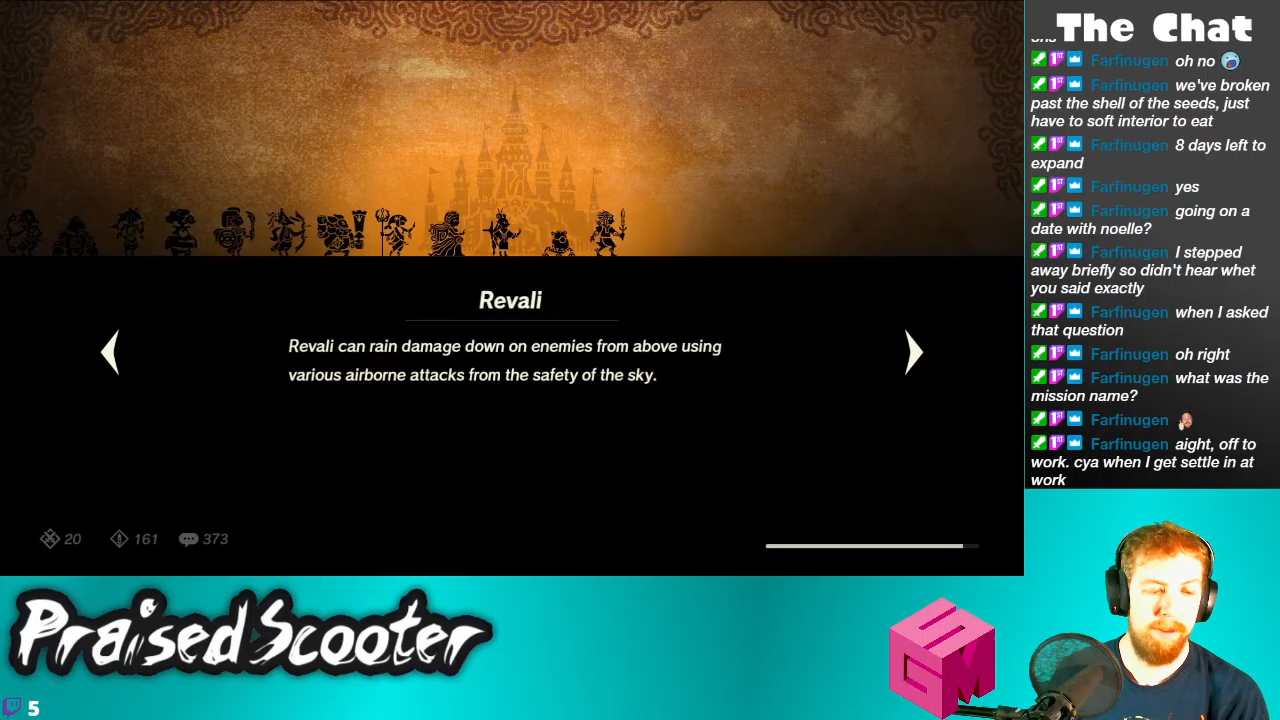 The Chat
Farfinugen oh no
Farfinugen we've broken
past the shell of the seeds, just
have to soft interior to eat
Farfinugen 8 days left to
expand
Farfinugen yes
Farfinugen going on a
date with noelle?
Farfinugen I stepped
away briefly so didn't hear whet
you said exactly
Farfinugen when I asked
that question
Farfinugen oh right
Farfinugen what was the
mission name?
Farfinugen
Farfinugen aight, off to
work. cya when I get settle in at
work
Revali
Revali can rain damage down on enemies from above using
various airborne attacks from the safety of the sky.
20 161 373
PraisedScooter
SGM
5